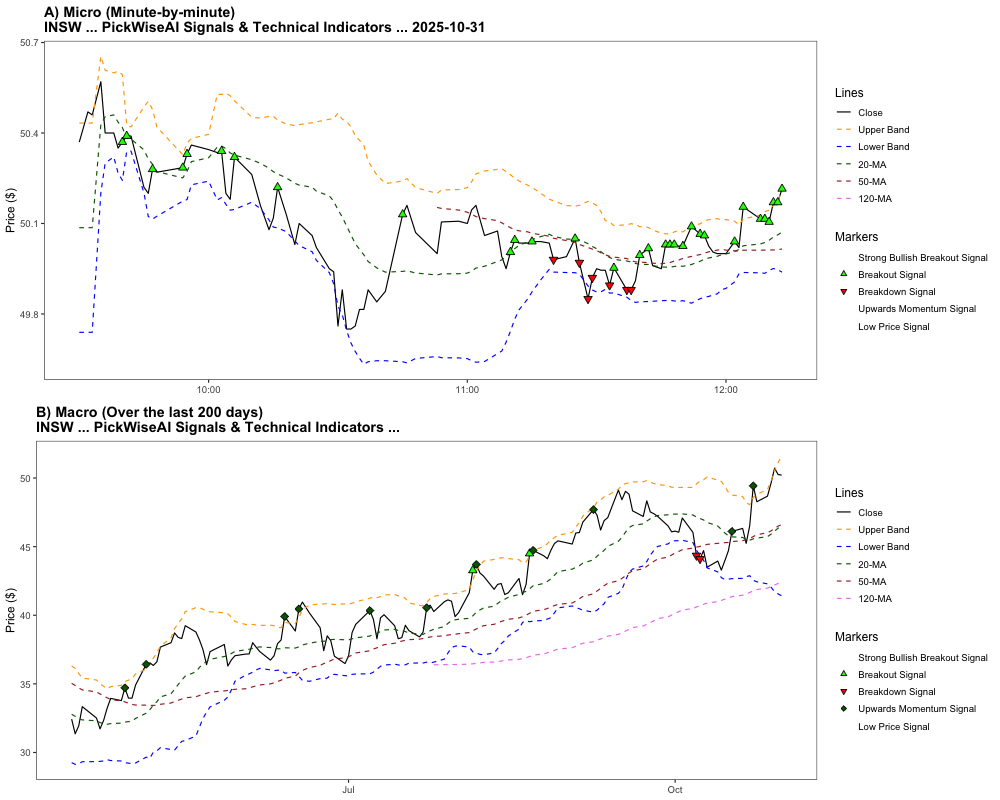 A) Micro (Minute-by-minute)
INSW ... PickWiseAI Signals & Technical Indicators ... 2025-10-31
Price ($)
50.7
50.4
50.1
49.8
10:00
11:00
12:00
Lines
Close
Upper Band
Lower Band
20-MA
50-MA
120-MA
Markers
Strong Bullish Breakout Signal
Breakout Signal
Breakdown Signal
Upwards Momentum Signal
Low Price Signal
B) Macro (Over the last 200 days)
INSW ... PickWiseAI Signals & Technical Indicators ...
Price ($)
50
45
40
35
30
Jul
Oct
Lines
Close
Upper Band
Lower Band
20-MA
50-MA
120-MA
Markers
Strong Bullish Breakout Signal
Breakout Signal
Breakdown Signal
Upwards Momentum Signal
Low Price Signal